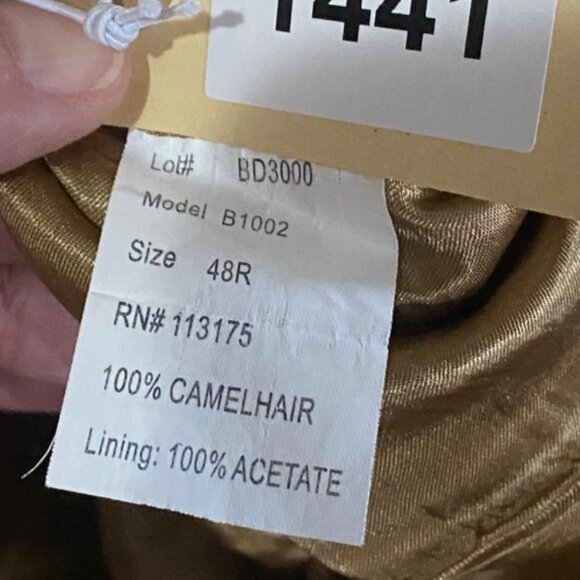 1441
Lot# BD3000
Model B1002
Size 48R
RN# 113175
100% CAMELHAIR
Lining: 100% ACETATE